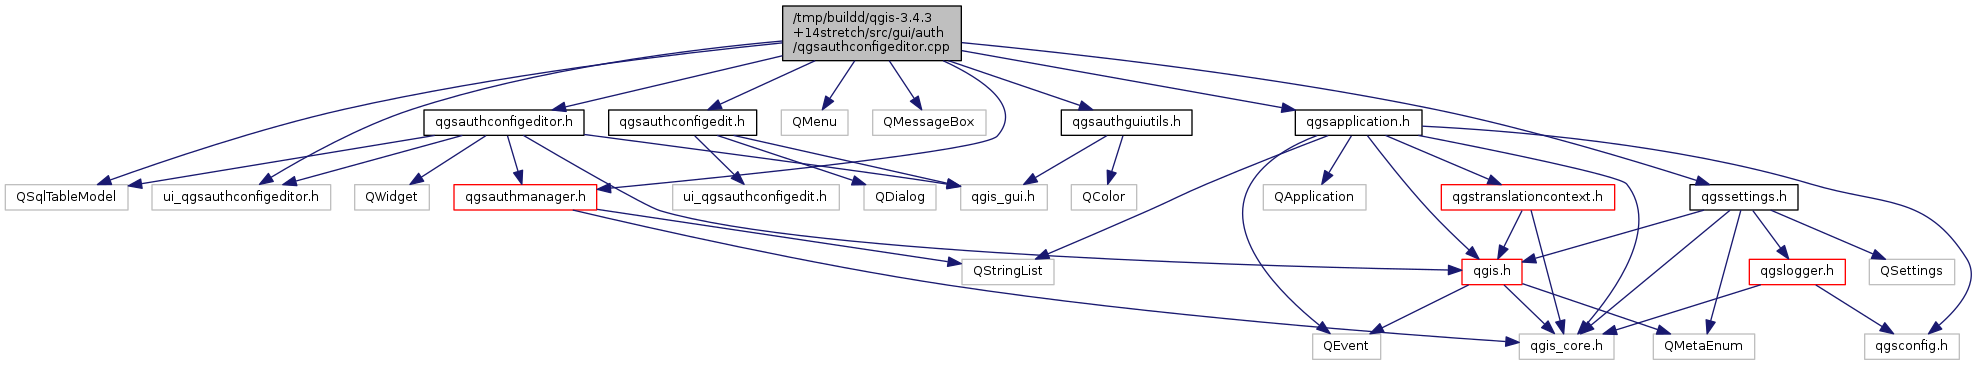 /tmp/buildd/qgis-3.4.3
+14stretch/src/gui/auth
/qgsauthconfigeditor.cpp
qgsauthconfigeditor.h
qgsauthconfigedit.h
QMenu
QMessageBox
qgsauthguiutils.h
qgsapplication.h
QSqlTableModel
ui_qgsauthconfigeditor.h
QWidget
qgsauthmanager.h
ui_qgsauthconfigedit.h
QDialog
qgis_gui.h
QColor
QApplication
qgstranslationcontext.h
qgssettings.h
QStringList
qgis.h
qgslogger.h
QSettings
QEvent
qgis_core.h
QMetaEnum
qgsconfig.h